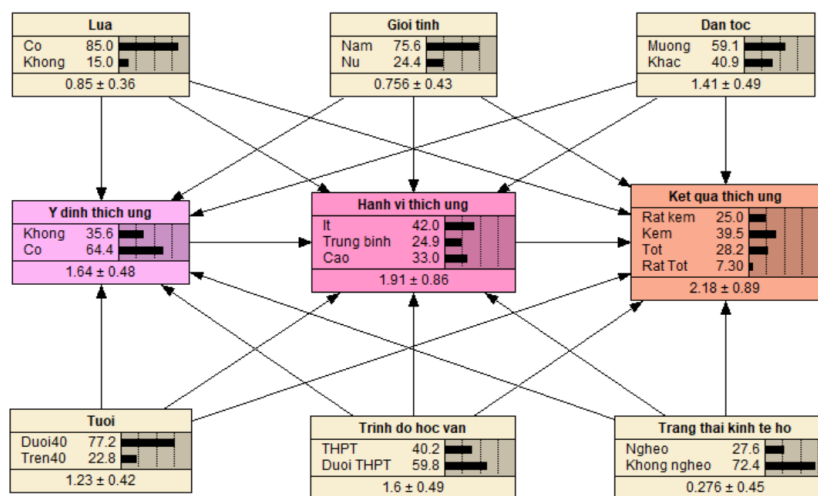 Lua
Co 85.0
Khong 15.0
0.85 ± 0.36
Gioi tinh
Nam 75.6
Nu 24.4
0.756 ± 0.43
Dan toc
Muong 59.1
Khac 40.9
1.41 ± 0.49
Y dinh thich ung
Khong 35.6
Co 64.4
1.64 ± 0.48
Hanh vi thich ung
It 42.0
Trung binh 24.9
Cao 33.0
1.91 ± 0.86
Ket qua thich ung
Rat kem 25.0
Kem 39.5
Tot 28.2
Rat Tot 7.30
2.18 ± 0.89
Tuoi
Duoi40 77.2
Tren40 22.8
1.23 ± 0.42
Trinh do hoc van
THPT 40.2
Duoi THPT 59.8
1.6 ± 0.49
Trang thai kinh te ho
Ngheo 27.6
Khong ngheo 72.4
0.276 ± 0.45